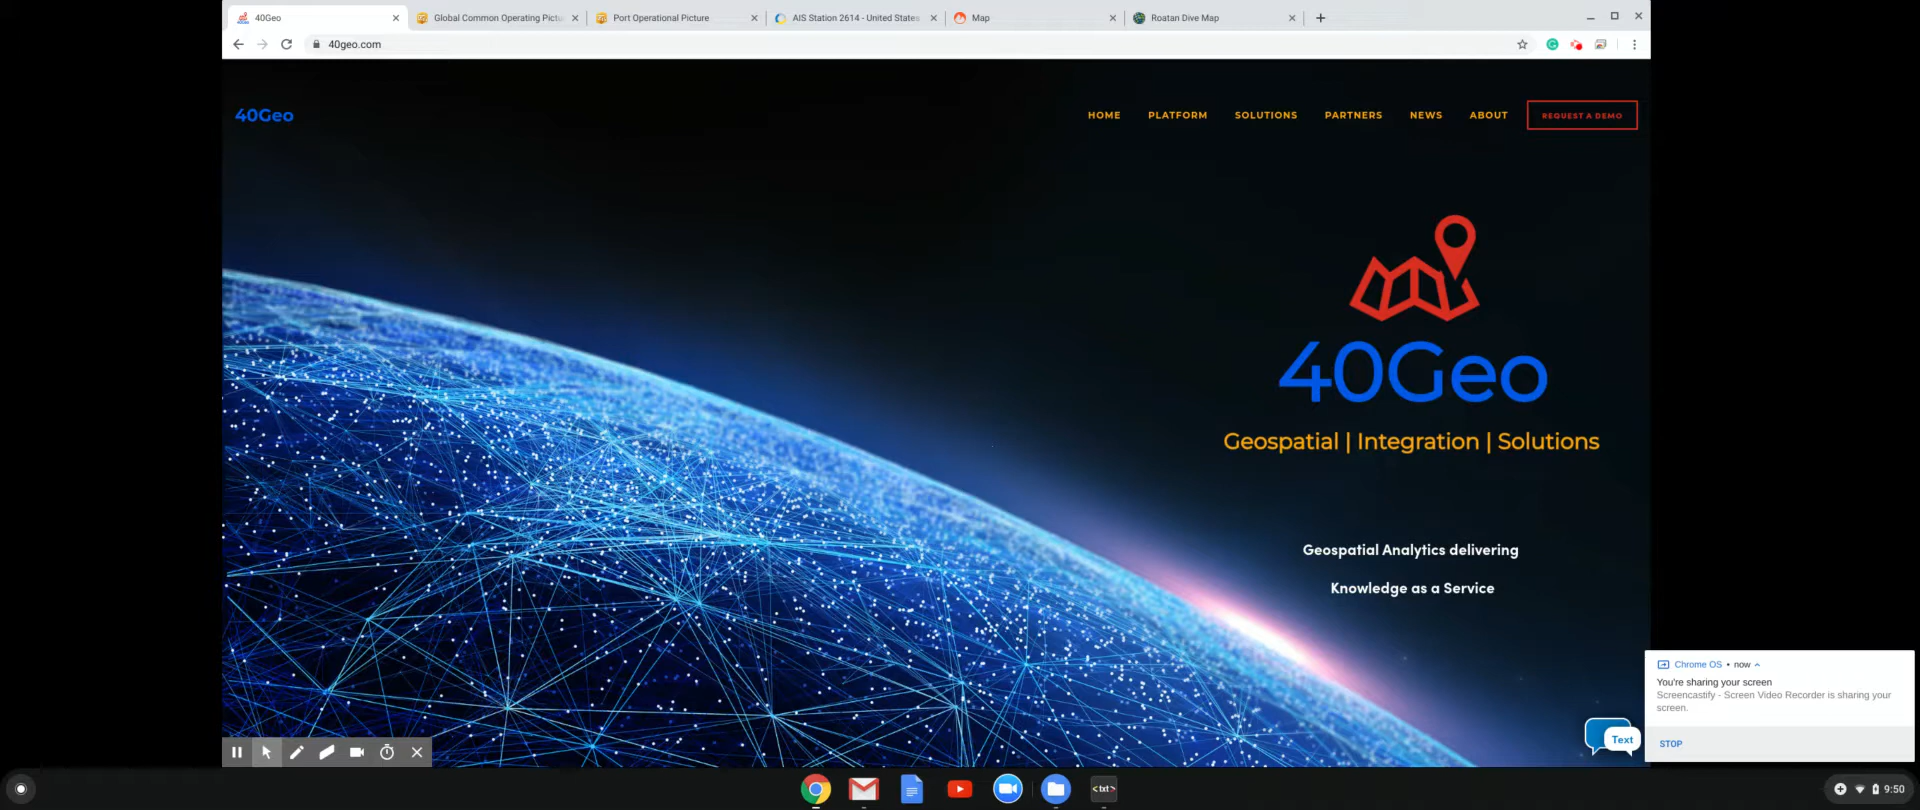 40Geo
Global Common Operating Pictu
Port Operational Picture
AIS Station 2614 - United States
Map
Roatan Dive Map
40geo.com
40Geo
HOME
PLATFORM
SOLUTIONS
PARTNERS
NEWS
ABOUT
REQUEST A DEMO
40Geo
Geospatial | Integration | Solutions
Geospatial Analytics delivering
Knowledge as a Service
Chrome OS • now
You're sharing your screen
Screencastify - Screen Video Recorder is sharing your
screen.
STOP
Text
<txt>
9:50